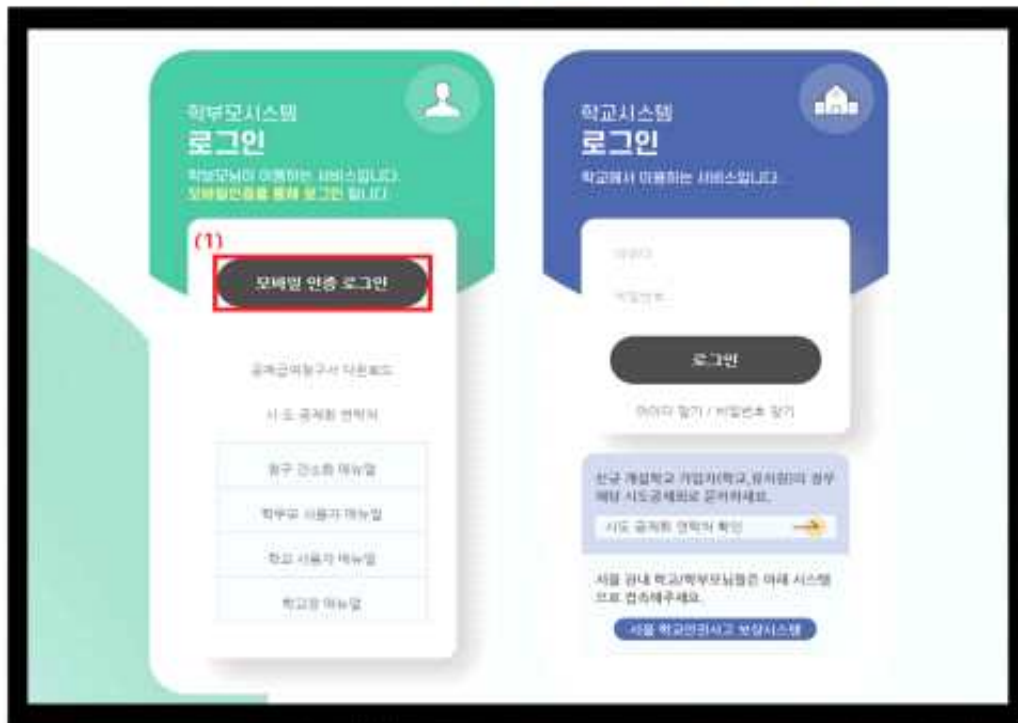 학부모시스템
로그인
학부모님이 이용하는 서비스입니다.
모바일인증을 통해 로그인 됩니다.
(1)
모바일 인증 로그인
공제급여청구서 다운로드
시·도 공제회 연락처
청구 간소화 매뉴얼
학부모 사용자 매뉴얼
학교 사용자 매뉴얼
학교장 매뉴얼
학교시스템
로그인
학교에서 이용하는 서비스입니다.
아이디
비밀번호
로그인
아이디 찾기 / 비밀번호 찾기
신규 개설학교 가입자(학교,유치원)의 경우
해당 시도공제회로 문의하세요.
시도 공제회 연락처 확인
서울 관내 학교/학부모님들은 아래 시스템
으로 접속해주세요.
서울 학교안전사고 보상시스템